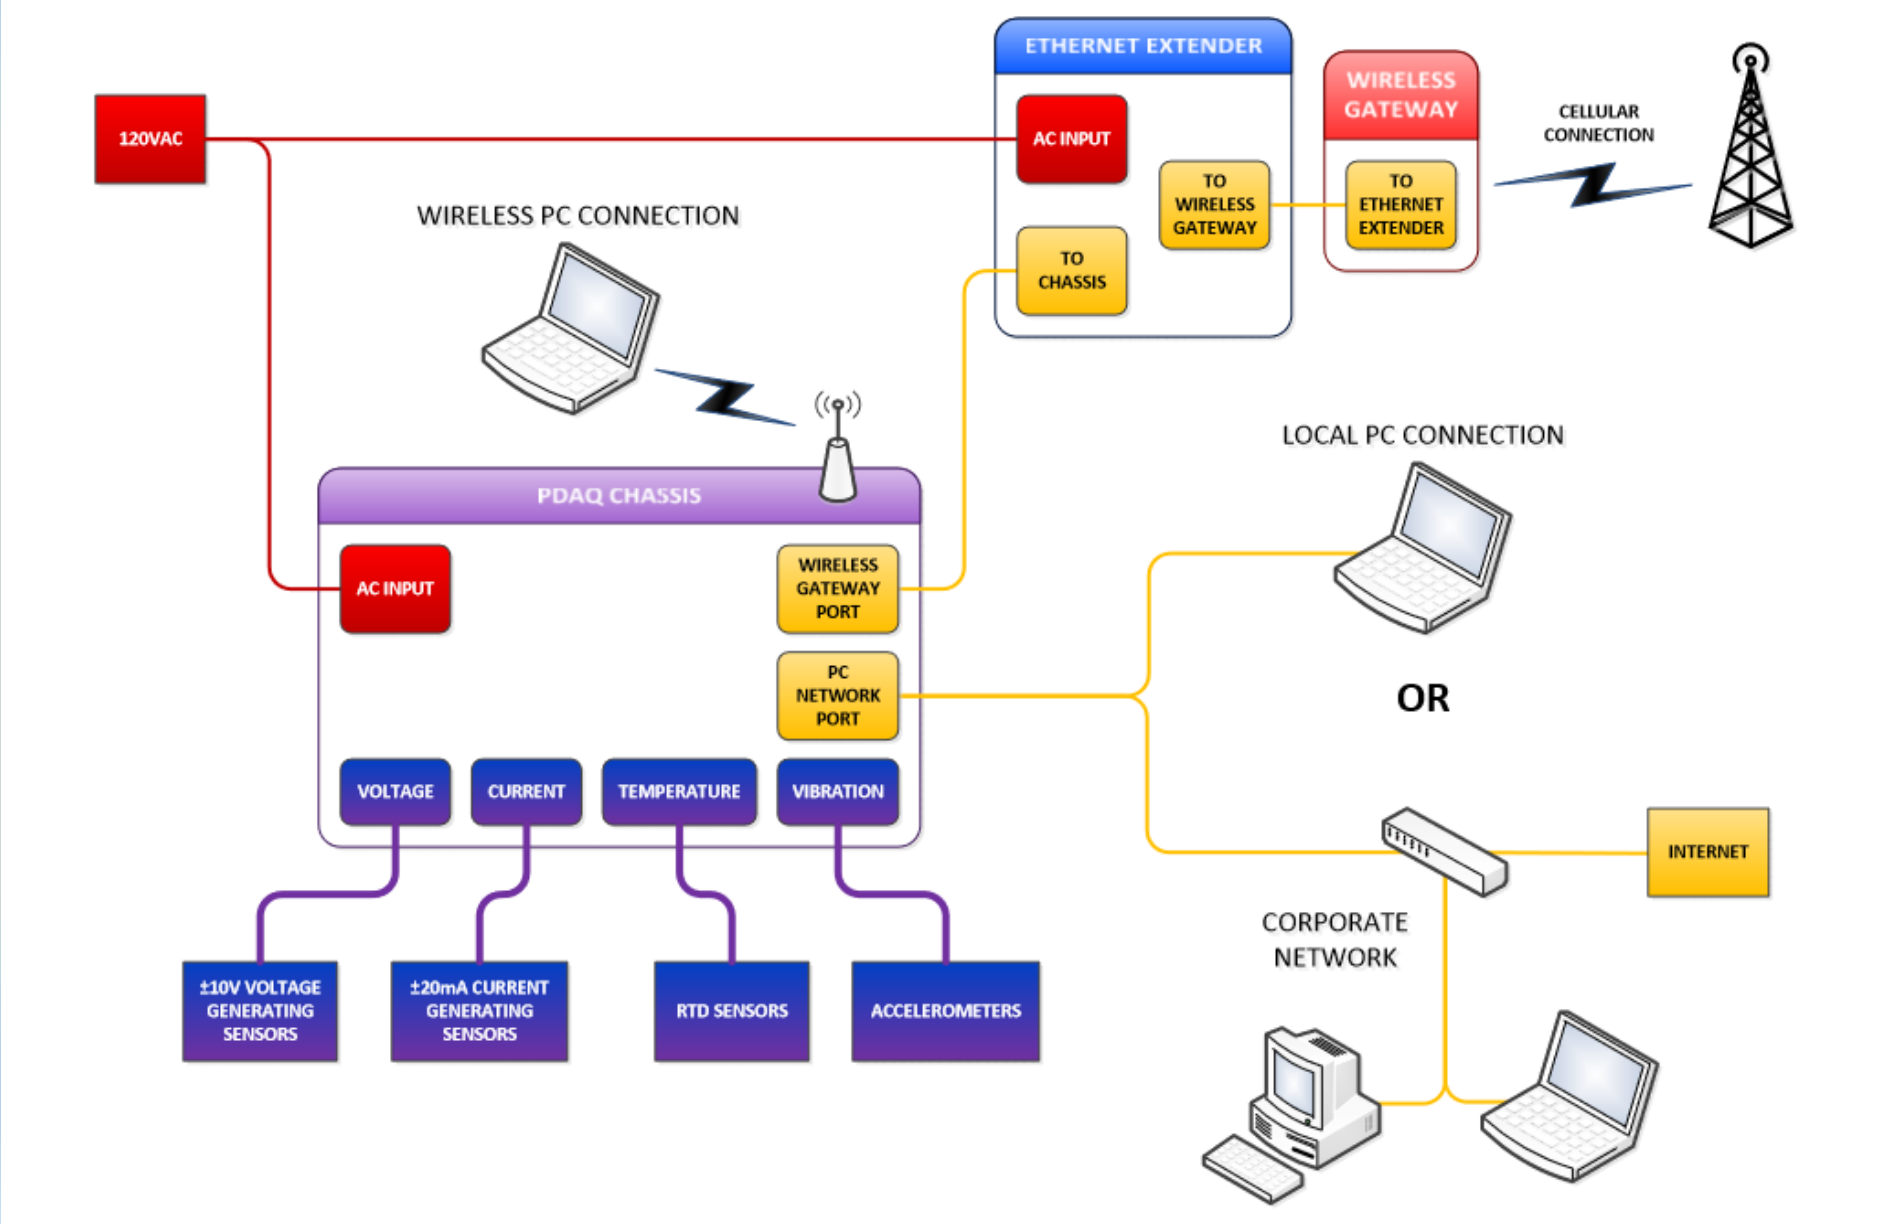 ETHERNET EXTENDER
WIRELESS
GATEWAY
CELLULAR
CONNECTION
120VAC
AC INPUT
TO
WIRELESS
GATEWAY
TO
ETHERNET
EXTENDER
TO
CHASSIS
WIRELESS PC CONNECTION
LOCAL PC CONNECTION
PDAQ CHASSIS
AC INPUT
WIRELESS
GATEWAY
PORT
PC
NETWORK
PORT
OR
VOLTAGE
CURRENT
TEMPERATURE
VIBRATION
INTERNET
CORPORATE
NETWORK
±10V VOLTAGE
GENERATING
SENSORS
±20mA CURRENT
GENERATING
SENSORS
RTD SENSORS
ACCELEROMETERS